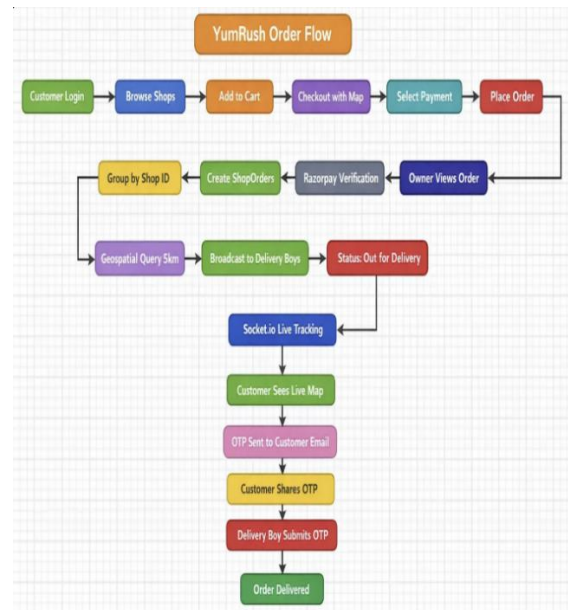 YumRush Order Flow
Customer Login
Browse Shops
Add to Cart
Checkout with Map
Select Payment
Place Order
Group by Shop ID
Create ShopOrders
Razorpay Verification
Owner Views Order
Geospatial Query 5km
Broadcast to Delivery Boys
Status: Out for Delivery
Socket.io Live Tracking
Customer Sees Live Map
OTP Sent to Customer Email
Customer Shares OTP
Delivery Boy Submits OTP
Order Delivered